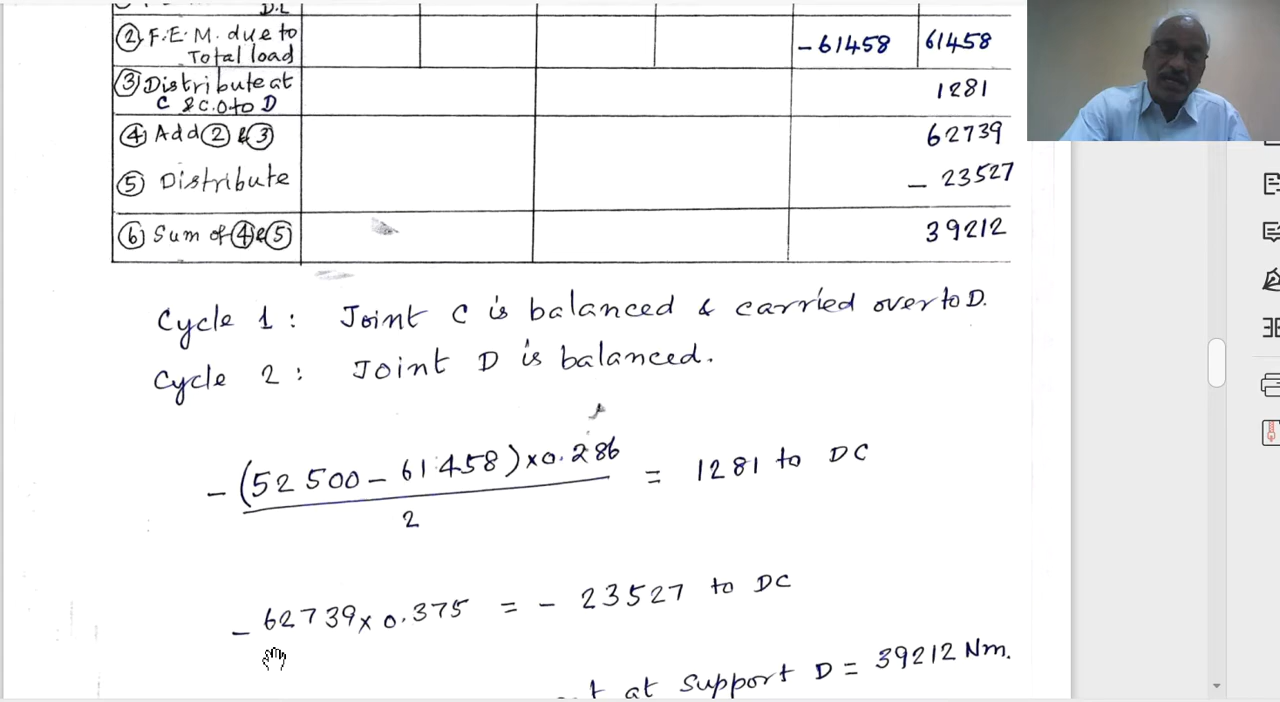 D.L
② F.E.M. due to Total load -61458 61458
③ Distribute at C & C.O to D 1281
④ Add ② & ③ 62739
⑤ Distribute - 23527
⑥ Sum of ④ & ⑤ 39212
Cycle 1: Joint C is balanced & carried over to D.
Cycle 2: Joint D is balanced.
- (52500 - 61458) × 0.286
= 1281 to DC
2
- 62739 × 0.375 = - 23527 to DC
at support D = 39212 Nm.